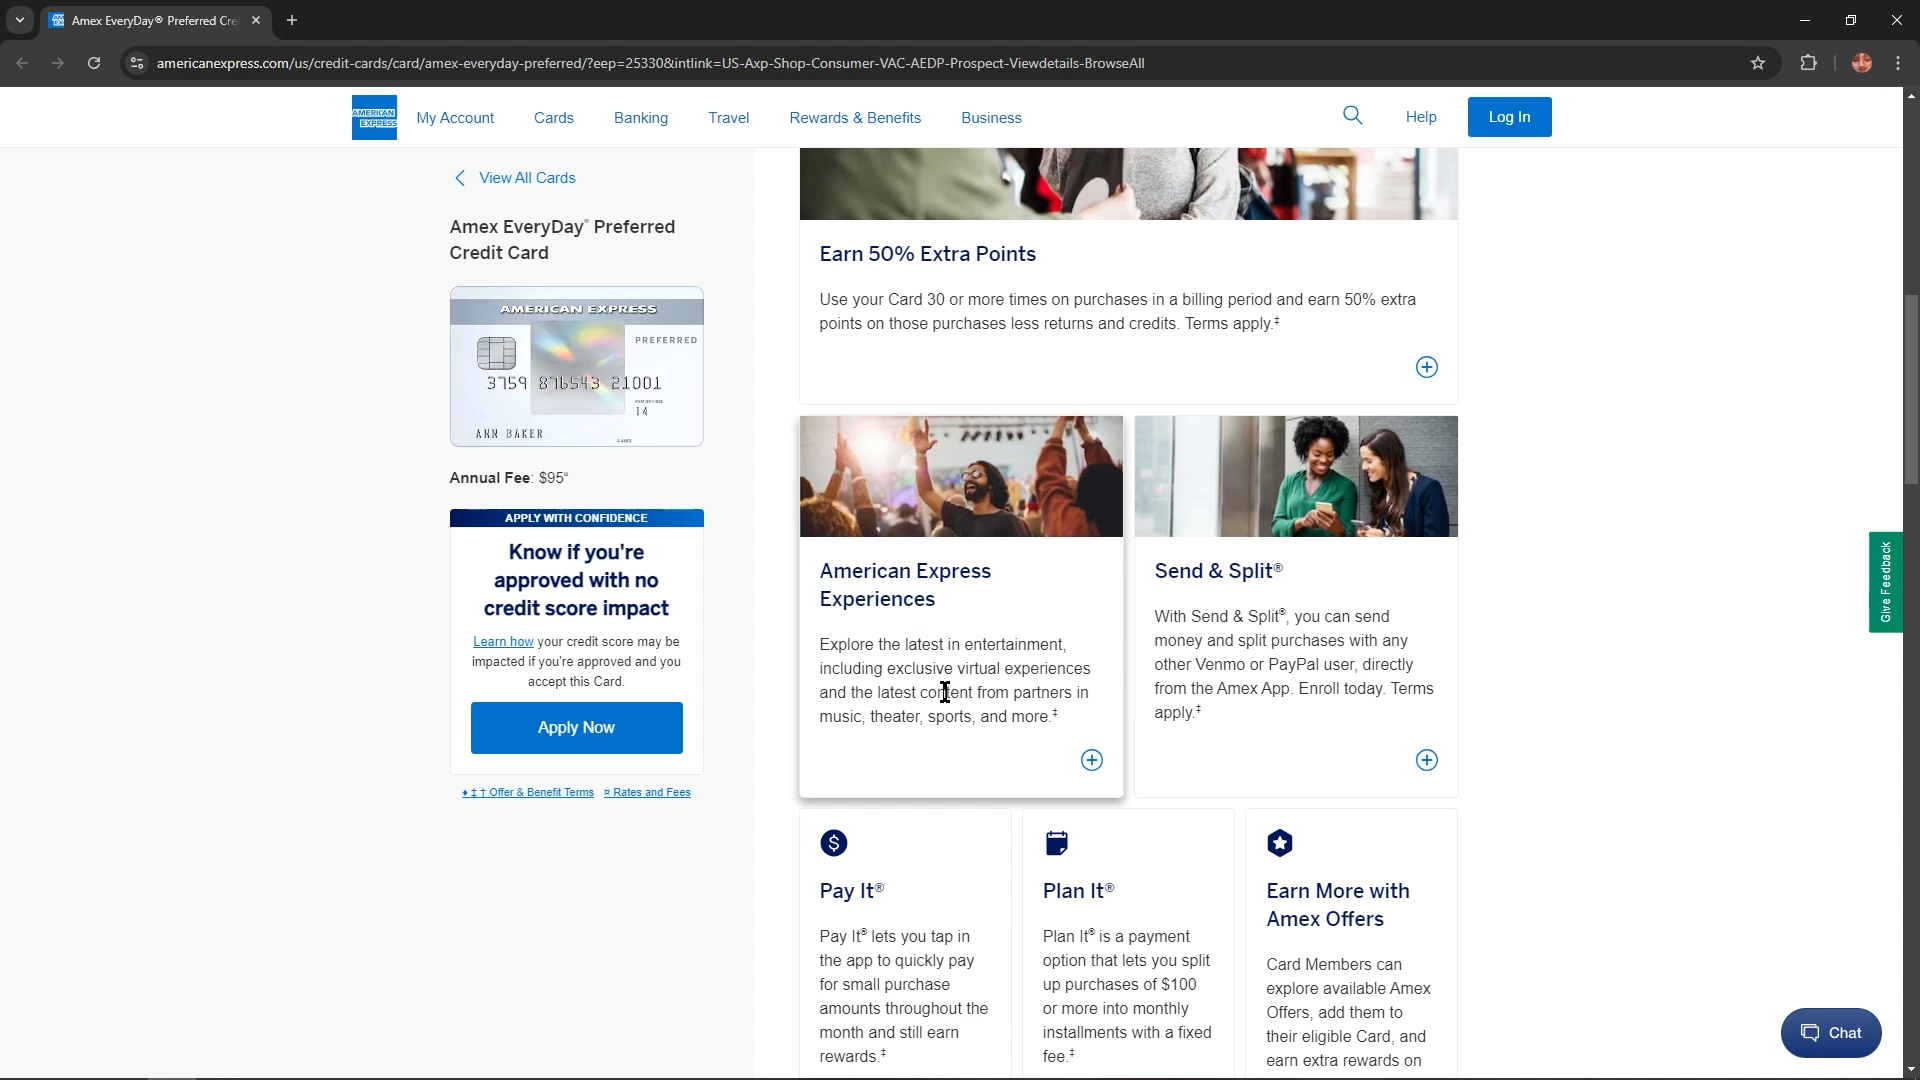 Amex EveryDay® Preferred Cre
americanexpress.com/us/credit-cards/card/amex-everyday-preferred/?eep=25330&intlink=US-Axp-Shop-Consumer-VAC-AEDP-Prospect-Viewdetails-BrowseAll
AMERICAN
EXPRESS
My Account
Cards
Banking
Travel
Rewards & Benefits
Business
Help
Log In
View All Cards
Amex EveryDay® Preferred
Credit Card
AMERICAN EXPRESS
PREFERRED
3759 876543 21001
MEMBER SINCE
14
ANN BAKER
Annual Fee: $95¤
APPLY WITH CONFIDENCE
Know if you're
approved with no
credit score impact
Learn how your credit score may be
impacted if you're approved and you
accept this Card.
Apply Now
♦ ‡ † Offer & Benefit Terms
¤ Rates and Fees
Earn 50% Extra Points
Use your Card 30 or more times on purchases in a billing period and earn 50% extra
points on those purchases less returns and credits. Terms apply.‡
American Express
Experiences
Explore the latest in entertainment,
including exclusive virtual experiences
and the latest content from partners in
music, theater, sports, and more.‡
Send & Split®
With Send & Split®, you can send
money and split purchases with any
other Venmo or PayPal user, directly
from the Amex App. Enroll today. Terms
apply.‡
$
Pay It®
Pay It® lets you tap in
the app to quickly pay
for small purchase
amounts throughout the
month and still earn
rewards.‡
Plan It®
Plan It® is a payment
option that lets you split
up purchases of $100
or more into monthly
installments with a fixed
fee.‡
Earn More with
Amex Offers
Card Members can
explore available Amex
Offers, add them to
their eligible Card, and
earn extra rewards on
Give Feedback
Chat